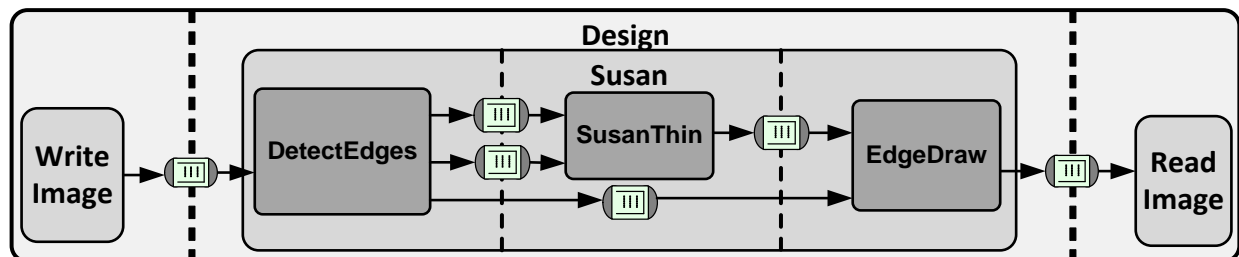 Design
Susan
Write
Image
DetectEdges
SusanThin
EdgeDraw
Read
Image